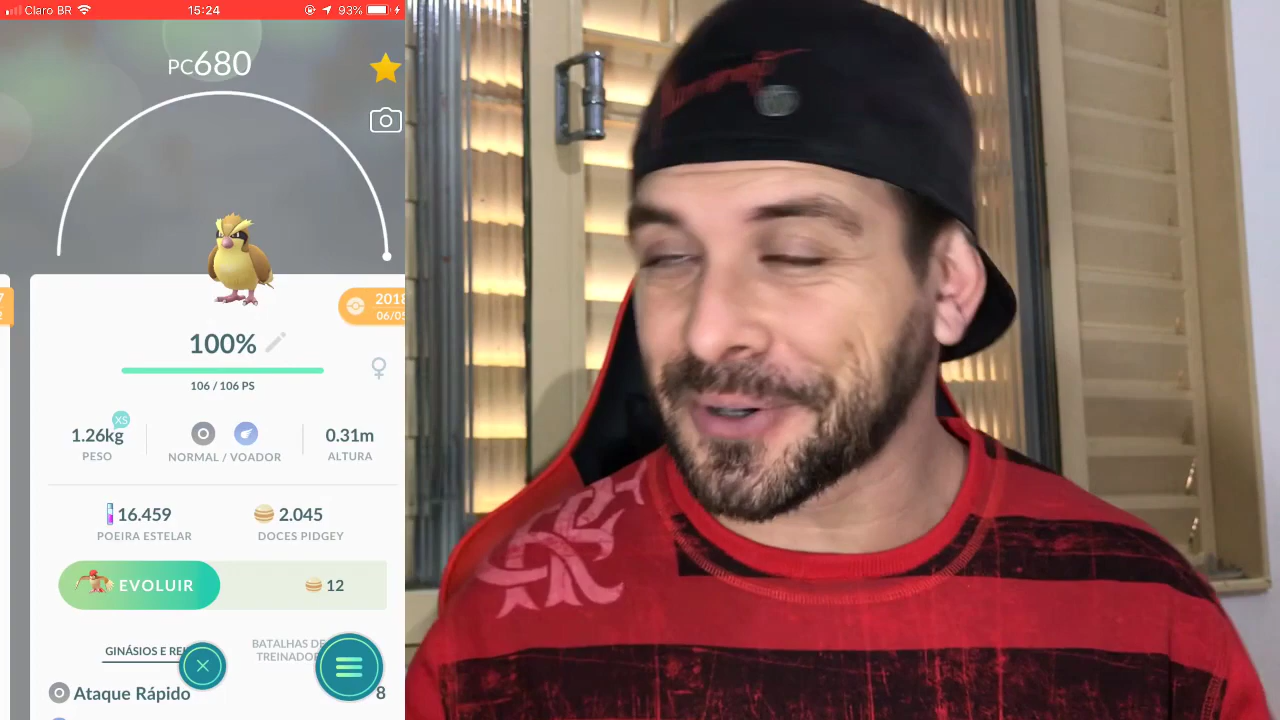 Claro BR 15:24 93%
PC680
2018
06/05
100%
106 / 106 PS
XS
1.26kg 0.31m
PESO NORMAL / VOADOR ALTURA
16.459 2.045
POEIRA ESTELAR DOCES PIDGEY
EVOLUIR 12
GINÁSIOS E BATALHAS DE
TREINADOR
Ataque Rápido 8
CRF